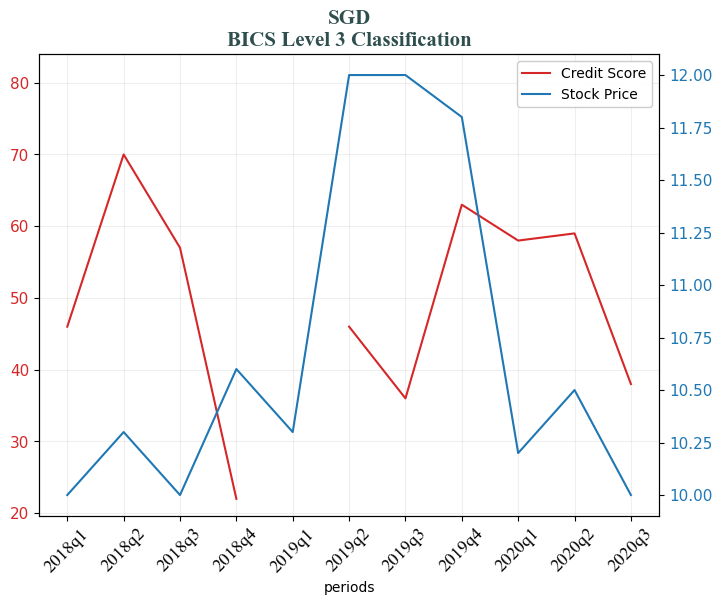 SGD
BICS Level 3 Classification
Credit Score
Stock Price
80
70
60
50
40
30
20
12.00
11.75
11.50
11.25
11.00
10.75
10.50
10.25
10.00
2018q1
2018q2
2018q3
2018q4
2019q1
2019q2
2019q3
2019q4
2020q1
2020q2
2020q3
periods